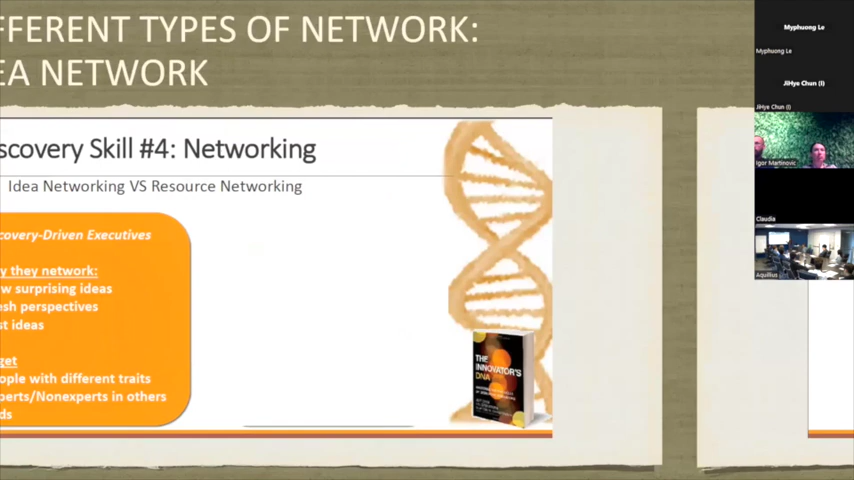 FFERENT TYPES OF NETWORK:
EA NETWORK
scovery Skill #4: Networking
Idea Networking VS Resource Networking
covery-Driven Executives
y they network:
w surprising ideas
esh perspectives
st ideas
get
ople with different traits
perts/Nonexperts in others
ds
THE
INNOVATOR'S
DNA
Myphuong Le
Myphuong Le
JiHye Chun (I)
JiHye Chun (I)
Igor Martinovic
Claudia
Aquillius